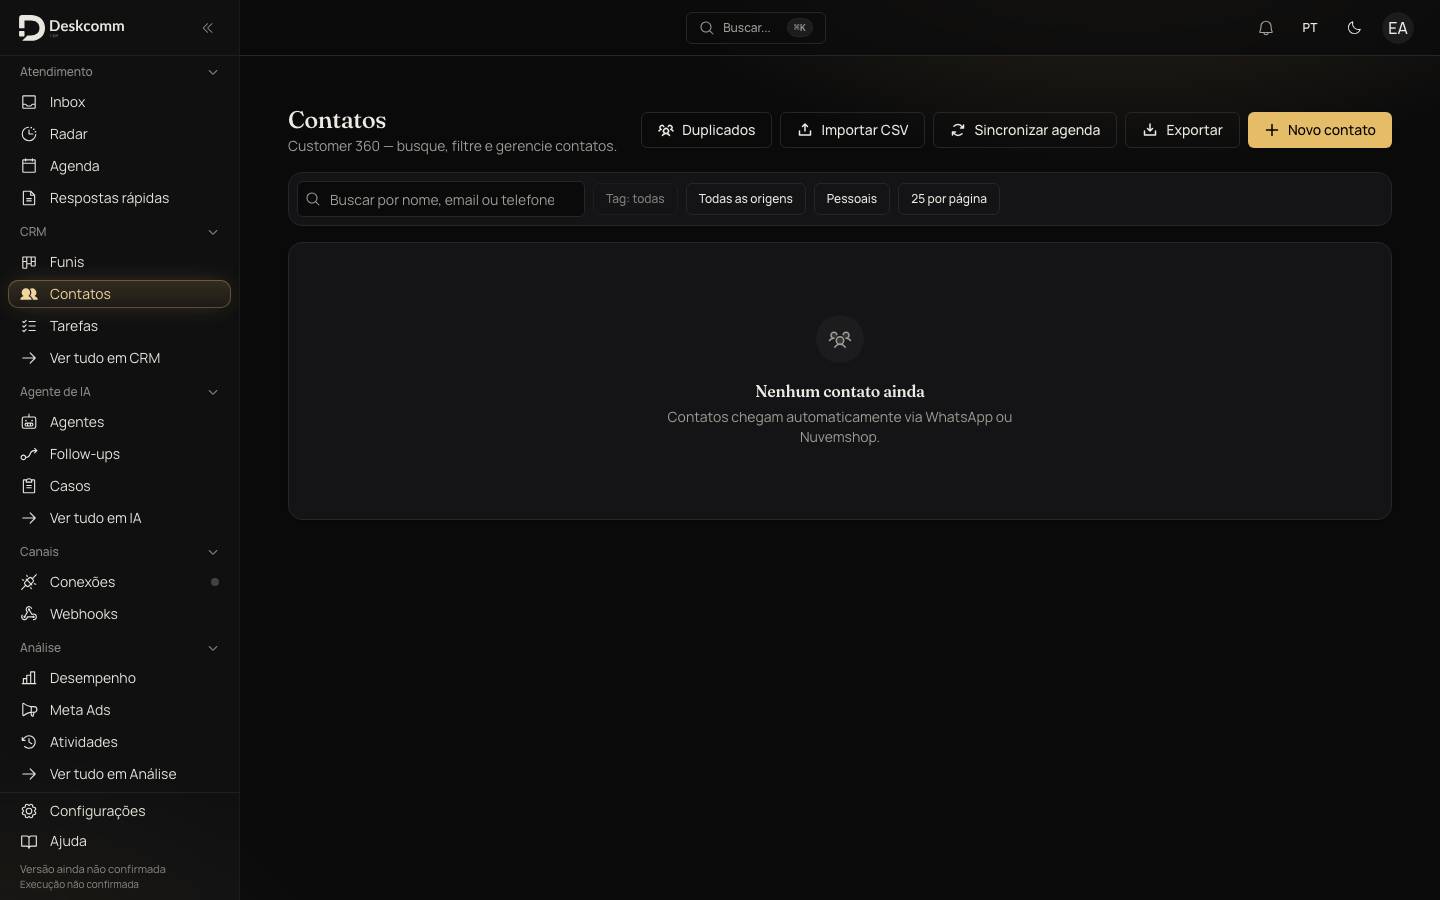 Deskcomm
Buscar...
⌘K
PT
EA
Atendimento
Inbox
Radar
Agenda
Respostas rápidas
CRM
Funis
Contatos
Tarefas
Ver tudo em CRM
Agente de IA
Agentes
Follow-ups
Casos
Ver tudo em IA
Canais
Conexões
Webhooks
Análise
Desempenho
Meta Ads
Atividades
Ver tudo em Análise
Configurações
Ajuda
Versão ainda não confirmada
Execução não confirmada
Contatos
Customer 360 — busque, filtre e gerencie contatos.
Duplicados
Importar CSV
Sincronizar agenda
Exportar
Novo contato
Buscar por nome, email ou telefone
Tag: todas
Todas as origens
Pessoais
25 por página
Nenhum contato ainda
Contatos chegam automaticamente via WhatsApp ou
Nuvemshop.